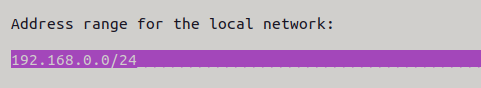 Address range for the local network:
192.168.0.0/24